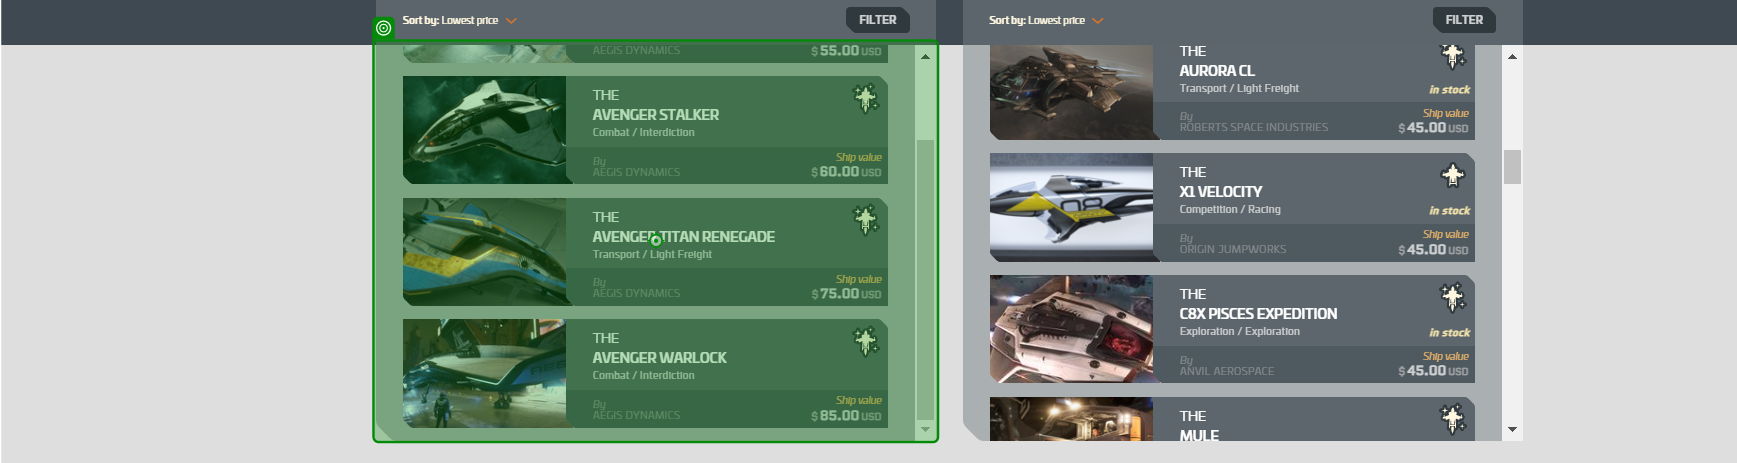 Sort by: Lowest price
FILTER
AEGIS DYNAMICS
$55.00 USD
THE
AVENGER STALKER
Combat / Interdiction
By
AEGIS DYNAMICS
Ship value
$60.00 USD
THE
AVENGER TITAN RENEGADE
Transport / Light Freight
By
AEGIS DYNAMICS
Ship value
$75.00 USD
THE
AVENGER WARLOCK
Combat / Interdiction
By
AEGIS DYNAMICS
Ship value
$85.00 USD
Sort by: Lowest price
FILTER
THE
AURORA CL
Transport / Light Freight
in stock
By
ROBERTS SPACE INDUSTRIES
Ship value
$45.00 USD
08
THE
X1 VELOCITY
Competition / Racing
in stock
By
ORIGIN JUMPWORKS
Ship value
$45.00 USD
THE
C8X PISCES EXPEDITION
Exploration / Exploration
in stock
By
ANVIL AEROSPACE
Ship value
$45.00 USD
THE
MULE